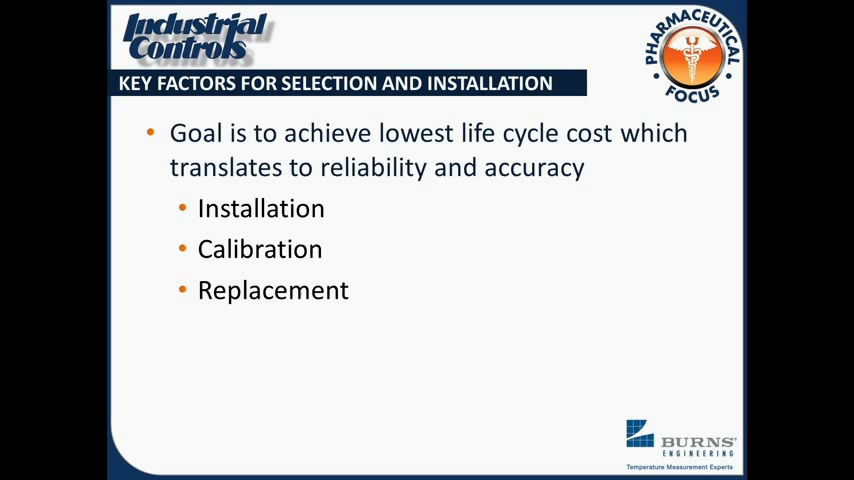 Industrial
Controls
PHARMACEUTICAL
FOCUS
KEY FACTORS FOR SELECTION AND INSTALLATION
• Goal is to achieve lowest life cycle cost which
translates to reliability and accuracy
• Installation
• Calibration
• Replacement
BURNS®
ENGINEERING
Temperature Measurement Experts